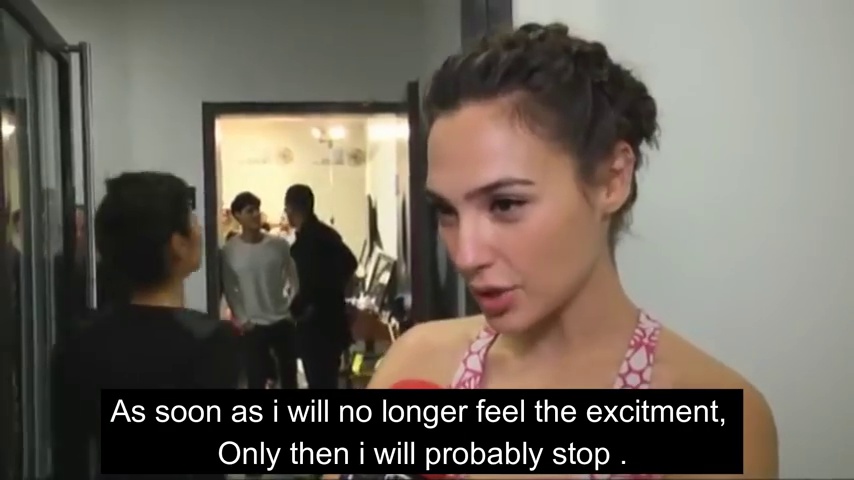 As soon as i will no longer feel the excitment,
Only then i will probably stop .